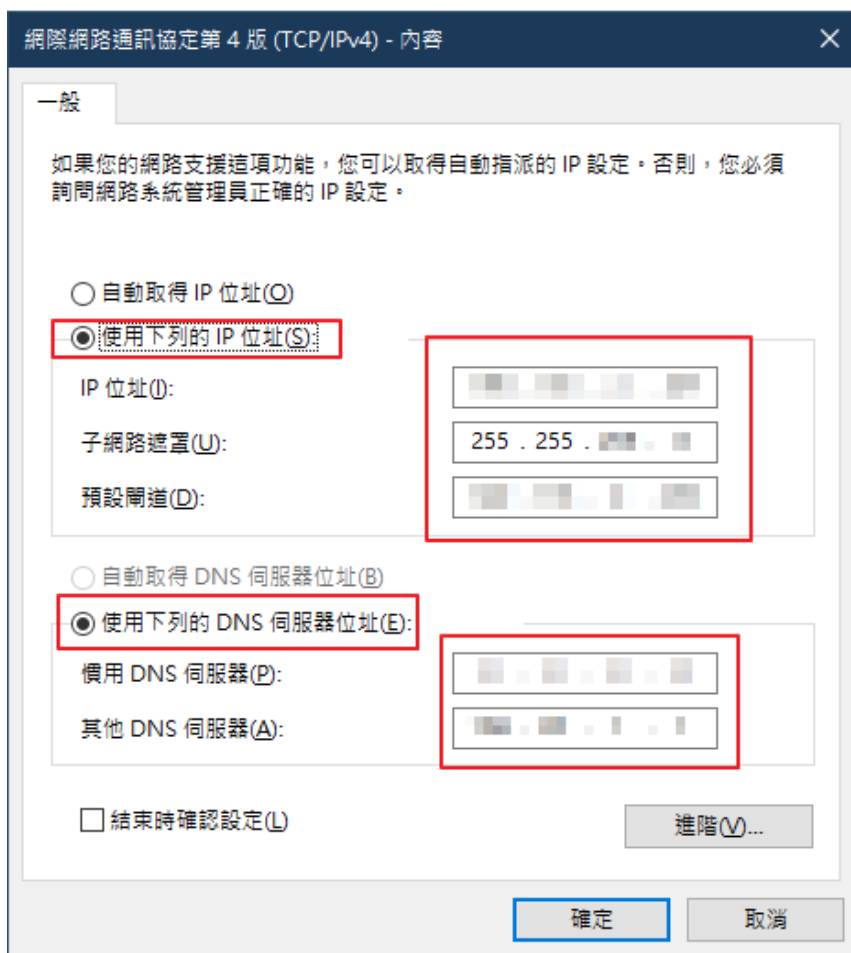 網際網路通訊協定第 4 版 (TCP/IPv4) - 內容
一般
如果您的網路支援這項功能，您可以取得自動指派的 IP 設定。否則，您必須
詢問網路系統管理員正確的 IP 設定。
自動取得 IP 位址(O)
使用下列的 IP 位址(S):
IP 位址(I):
子網路遮罩(U):
255 . 255 .
預設閘道(D):
自動取得 DNS 伺服器位址(B)
使用下列的 DNS 伺服器位址(E):
慣用 DNS 伺服器(P):
其他 DNS 伺服器(A):
結束時確認設定(L)
進階(V)...
確定
取消